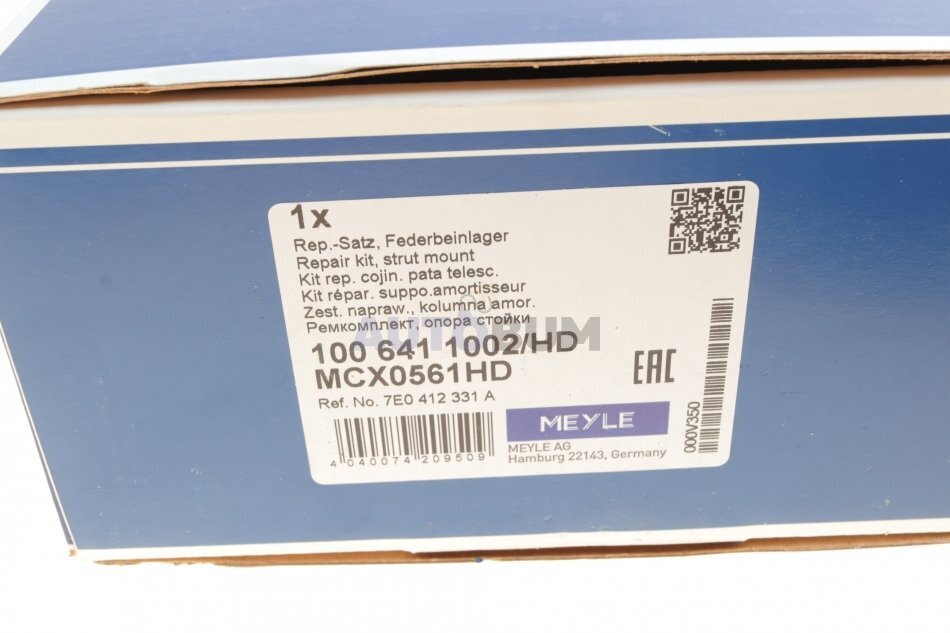 1x
Rep.-Satz, Federbeinlager
Repair kit, strut mount
Kit rep. cojin. pata telesc.
Kit répar. suppo.amortisseur
Zest. napraw., kolumna amor.
Ремкомплект, опора стойки
AUTOBUM
100 641 1002/HD
MCX0561HD
EAC
Ref. No. 7E0 412 331 A
MEYLE
MEYLE AG
Hamburg 22143, Germany
4 040074 209509
000V350